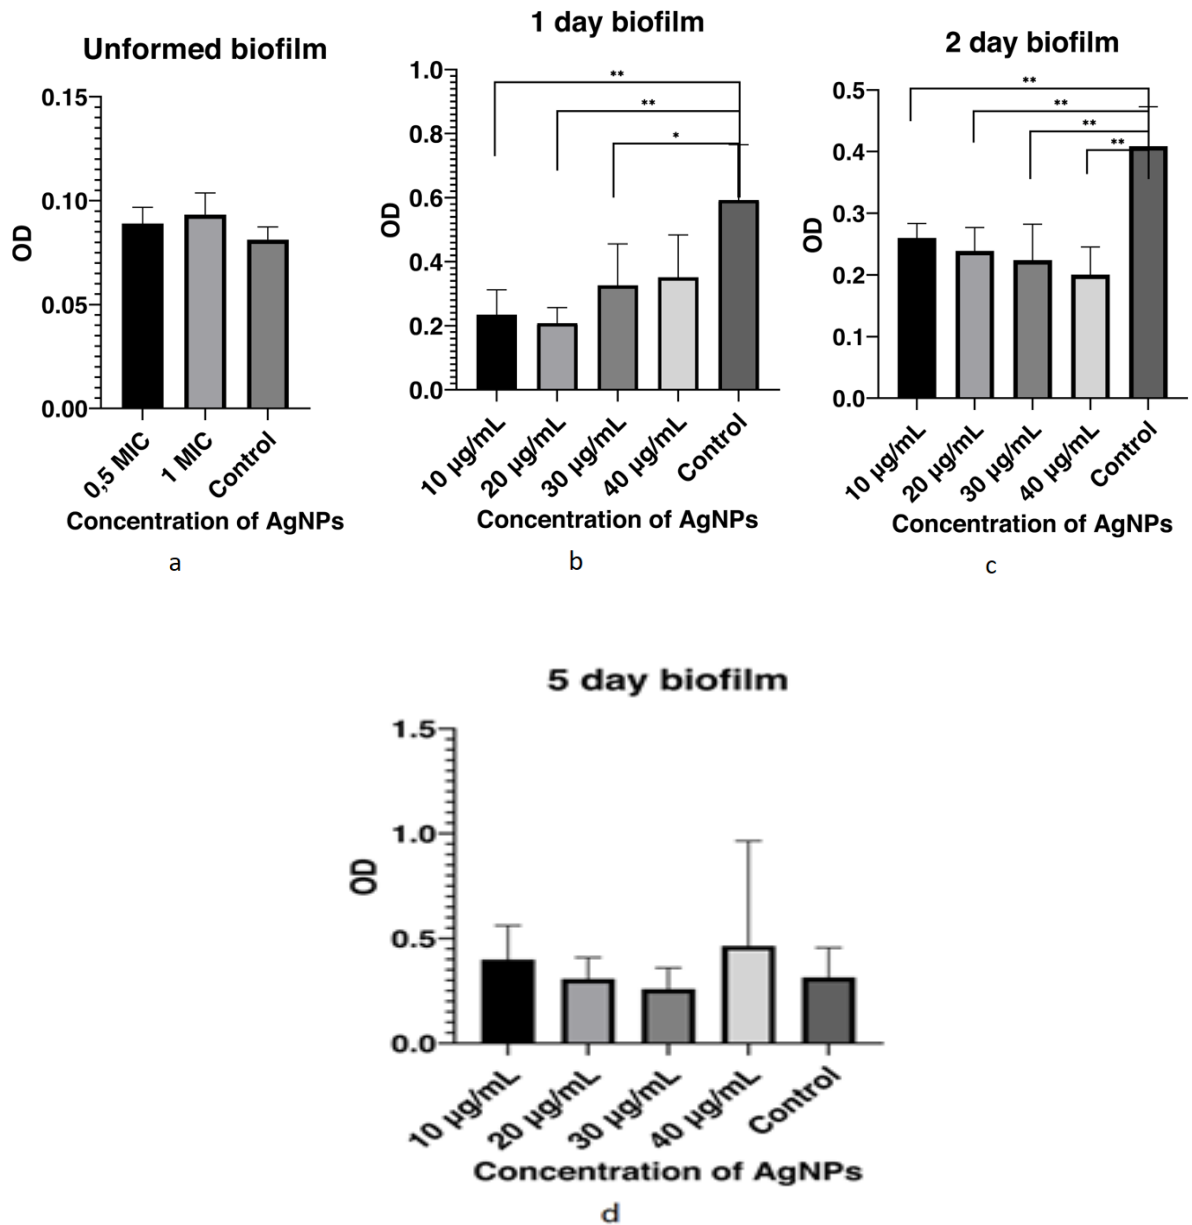 Unformed biofilm
OD
0.15
0.10
0.05
0.00
0,5 MIC
1 MIC
Control
Concentration of AgNPs
a
1 day biofilm
OD
1.0
0.8
0.6
0.4
0.2
0.0
**
**
*
10 µg/mL
20 µg/mL
30 µg/mL
40 µg/mL
Control
Concentration of AgNPs
b
2 day biofilm
OD
0.5
0.4
0.3
0.2
0.1
0.0
**
**
**
**
10 µg/mL
20 µg/mL
30 µg/mL
40 µg/mL
Control
Concentration of AgNPs
c
5 day biofilm
OD
1.5
1.0
0.5
0.0
10 µg/mL
20 µg/mL
30 µg/mL
40 µg/mL
Control
Concentration of AgNPs
d